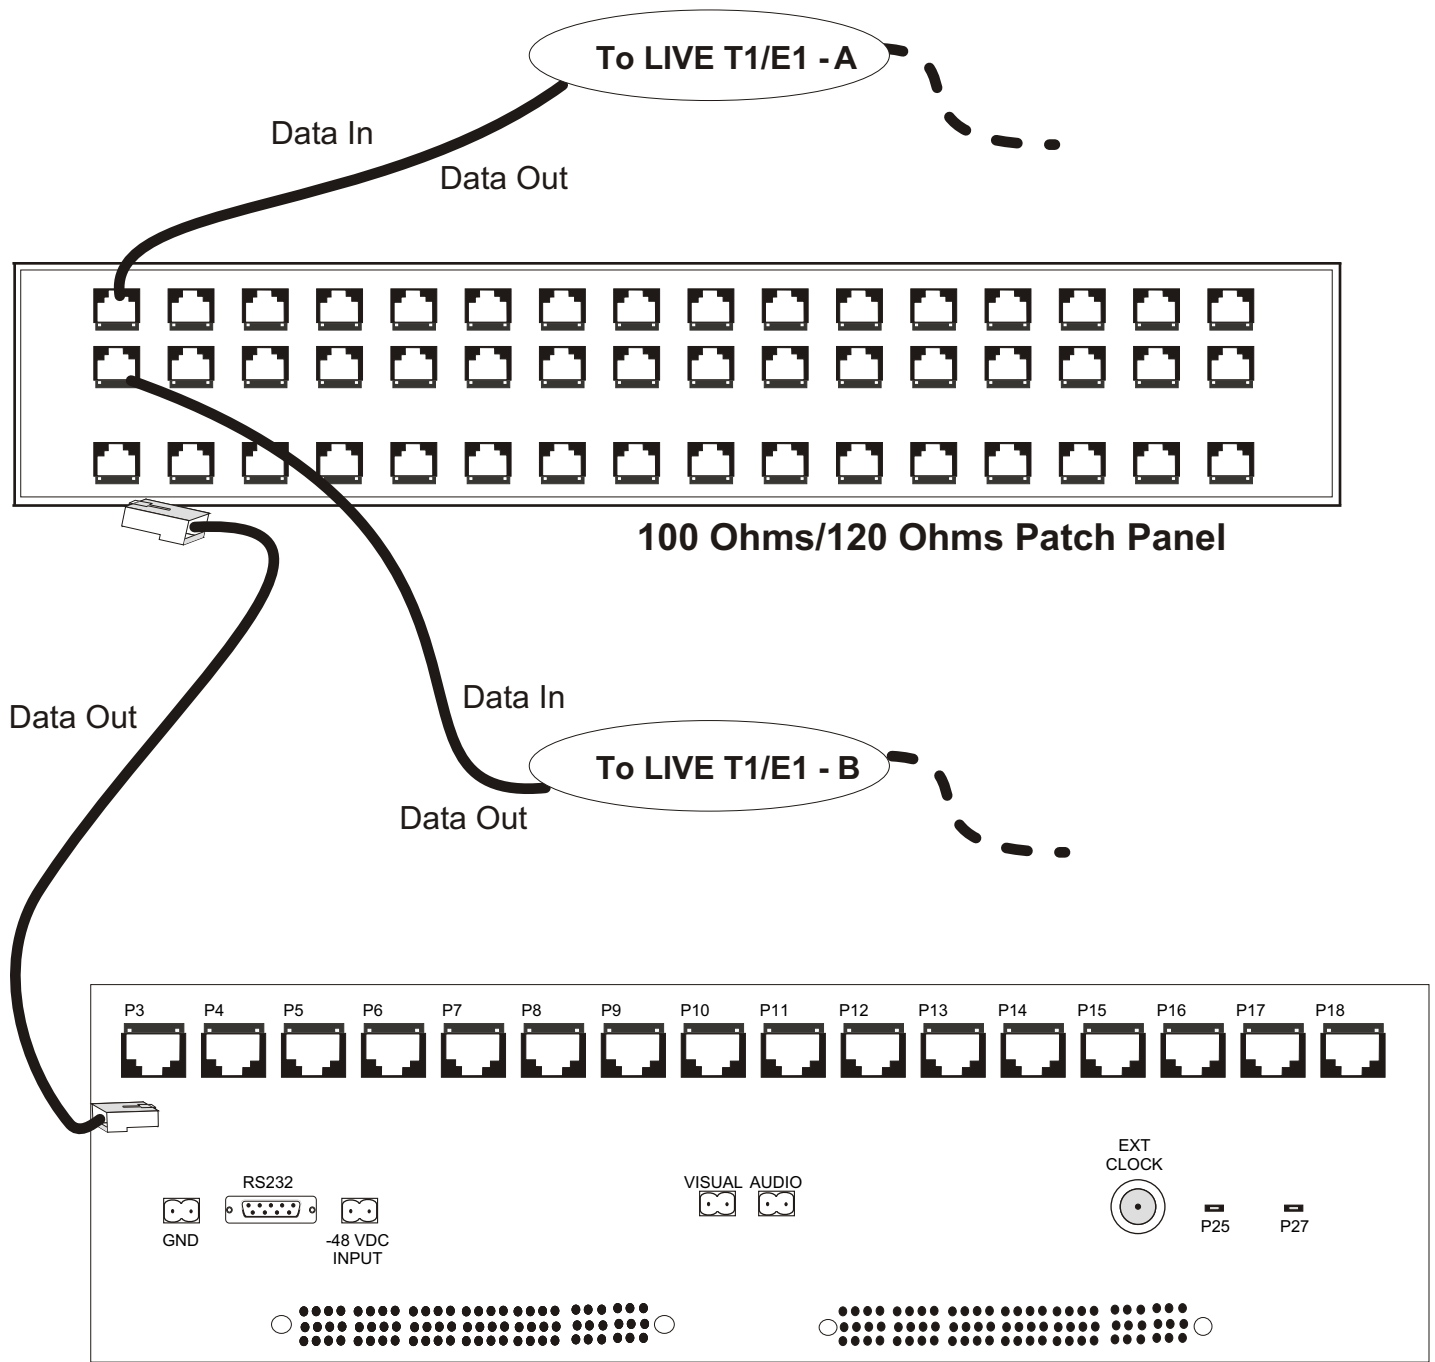 To LIVE T1/E1 - A
Data In
Data Out
100 Ohms/120 Ohms Patch Panel
Data In
Data Out
To LIVE T1/E1 - B
Data Out
P3 P4 P5 P6 P7 P8 P9 P10 P11 P12 P13 P14 P15 P16 P17 P18
EXT
CLOCK
RS232
VISUAL AUDIO
GND
-48 VDC
INPUT
P25 P27